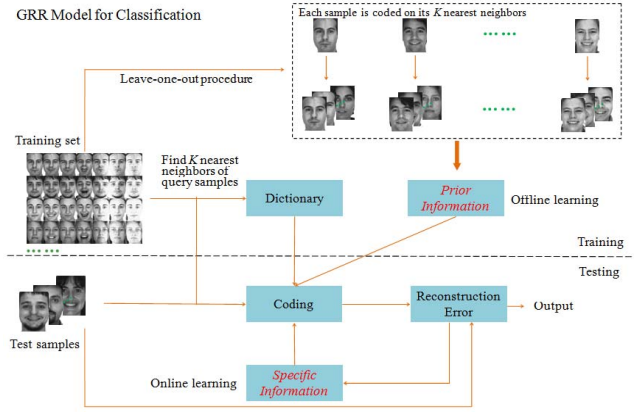 GRR Model for Classification
Each sample is coded on its K nearest neighbors
Leave-one-out procedure
Training set
Find K nearest
neighbors of
query samples
Dictionary
Prior
Information
Offline learning
Training
Testing
Coding
Reconstruction
Error
Output
Test samples
Online learning
Specific
Information